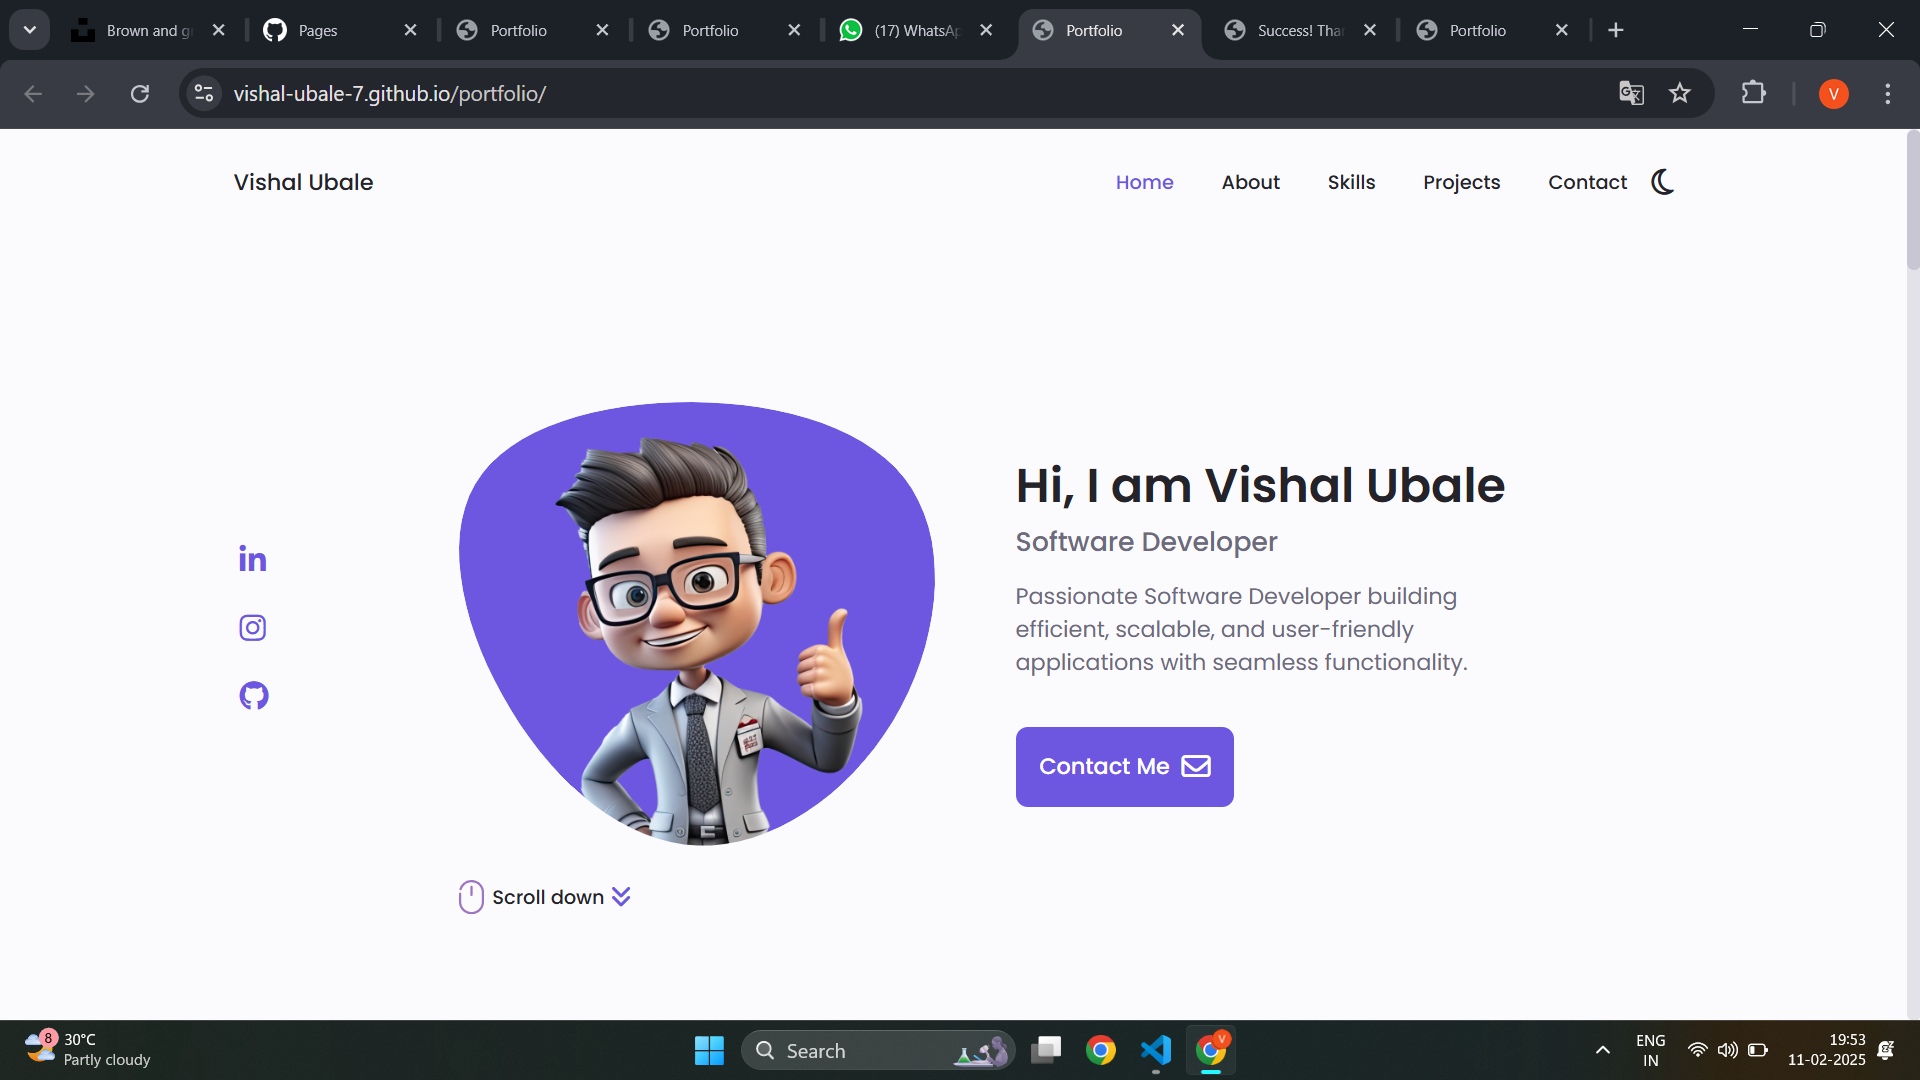 Brown and g
Pages
Portfolio
Portfolio
(17) WhatsAp
Portfolio
Success! Tha
Portfolio
vishal-ubale-7.github.io/portfolio/
V
Vishal Ubale
Home
About
Skills
Projects
Contact
in
Hi, I am Vishal Ubale
Software Developer
Passionate Software Developer building
efficient, scalable, and user-friendly
applications with seamless functionality.
Contact Me
Scroll down
8
30°C
Partly cloudy
Search
V
ENG
IN
19:53
11-02-2025